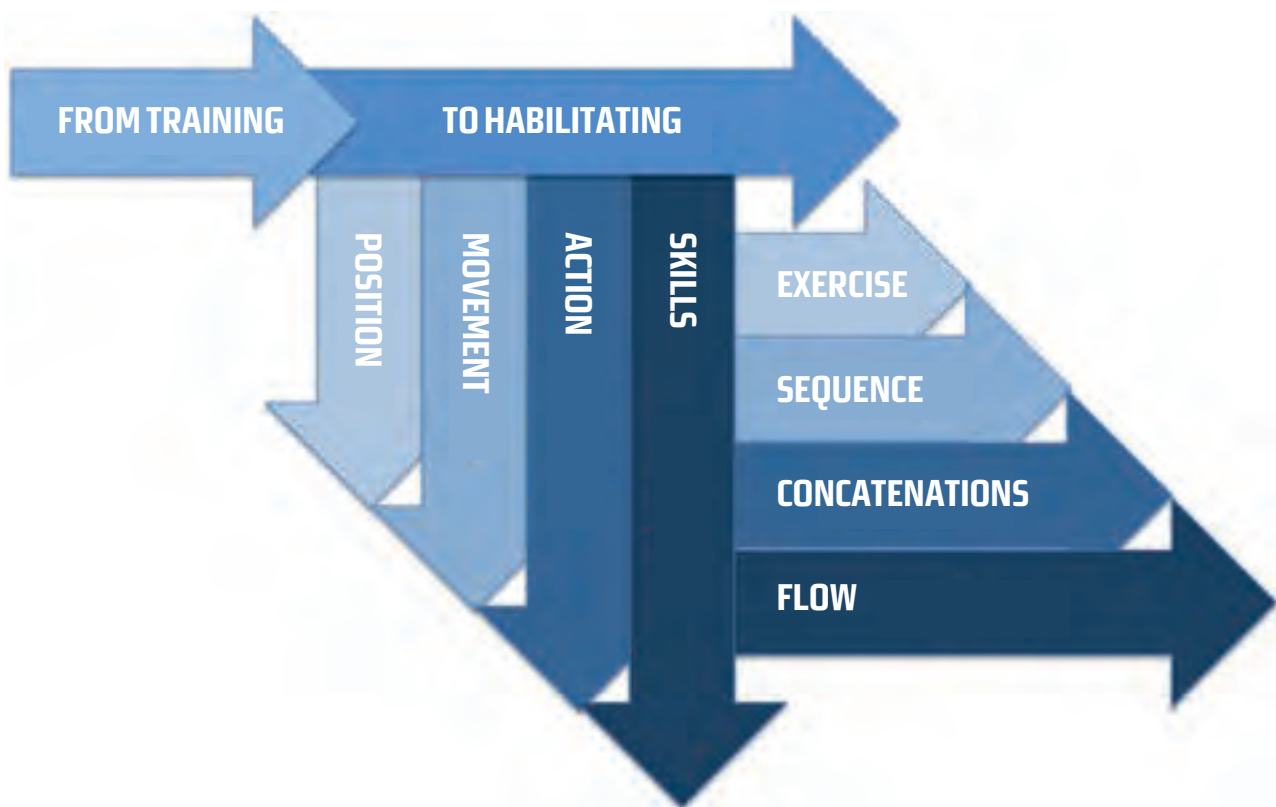 FROM TRAINING
TO HABILITATING
POSITION
MOVEMENT
ACTION
SKILLS
EXERCISE
SEQUENCE
CONCATENATIONS
FLOW